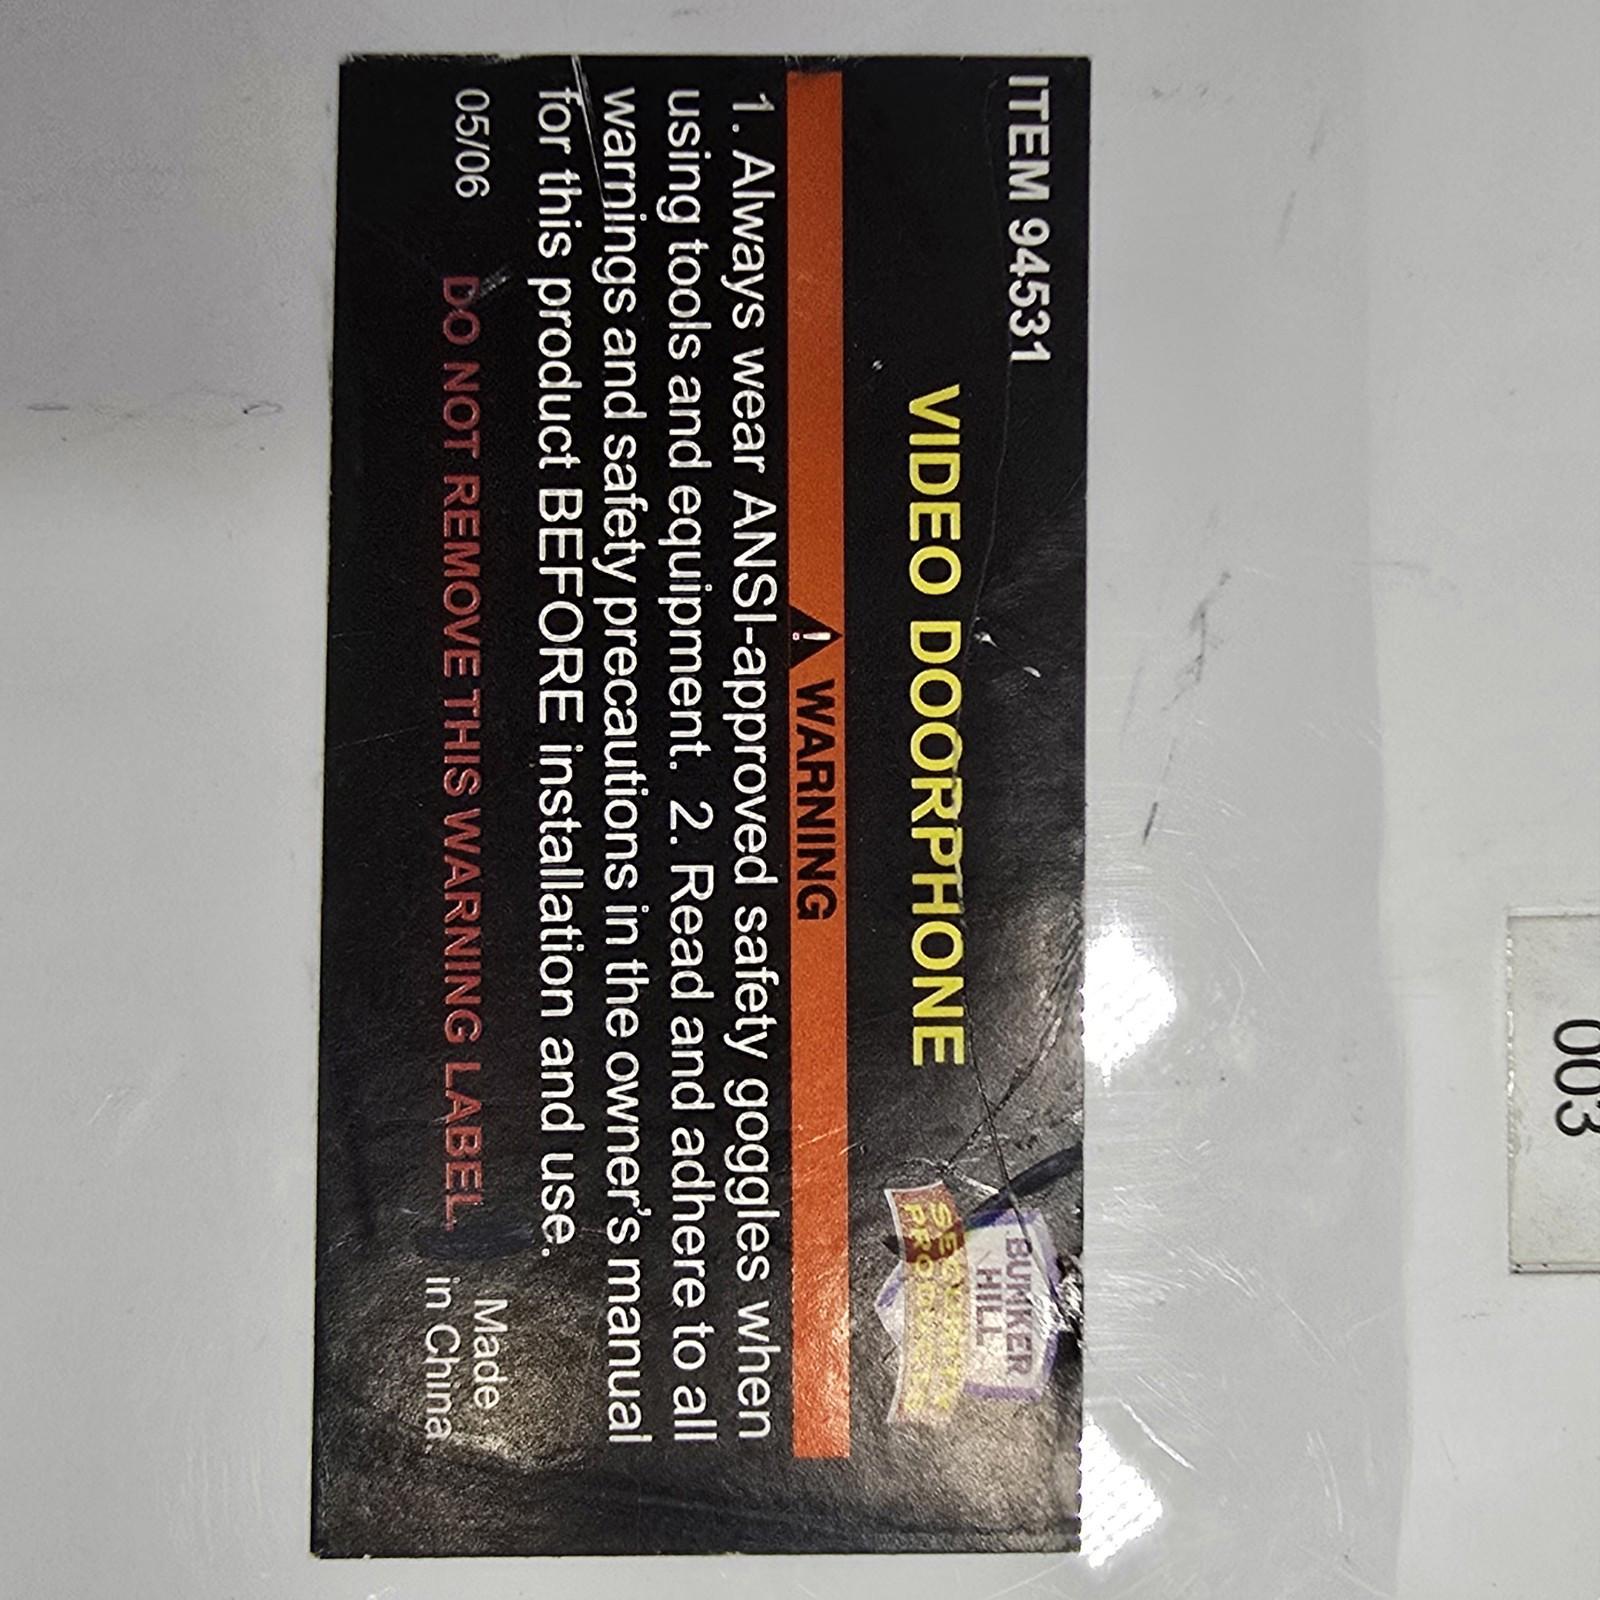 ITEM 94531
BUNKER
HILL
SECURITY
PRODUCTS
VIDEO DOORPHONE
WARNING
1. Always wear ANSI-approved safety goggles when
using tools and equipment. 2. Read and adhere to all
warnings and safety precautions in the owner's manual
for this product BEFORE installation and use.
05/06 DO NOT REMOVE THIS WARNING LABEL.
Made
in China.
003